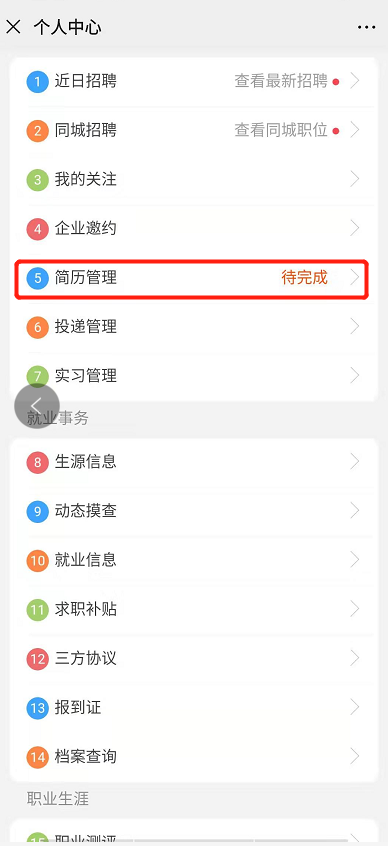 个人中心
1 近日招聘 查看最新招聘
2 同城招聘 查看同城职位
3 我的关注
4 企业邀约
5 简历管理 待完成
6 投递管理
7 实习管理
就业事务
8 生源信息
9 动态摸查
10 就业信息
11 求职补贴
12 三方协议
13 报到证
14 档案查询
职业生涯
15 职业测评